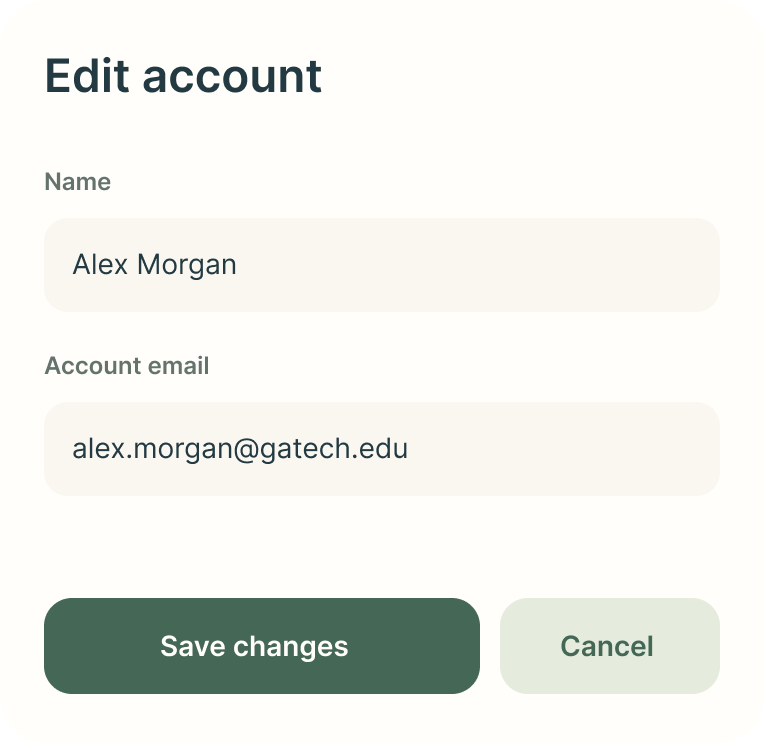 Edit account
Name
Alex Morgan
Account email
alex.morgan@gatech.edu
Save changes
Cancel